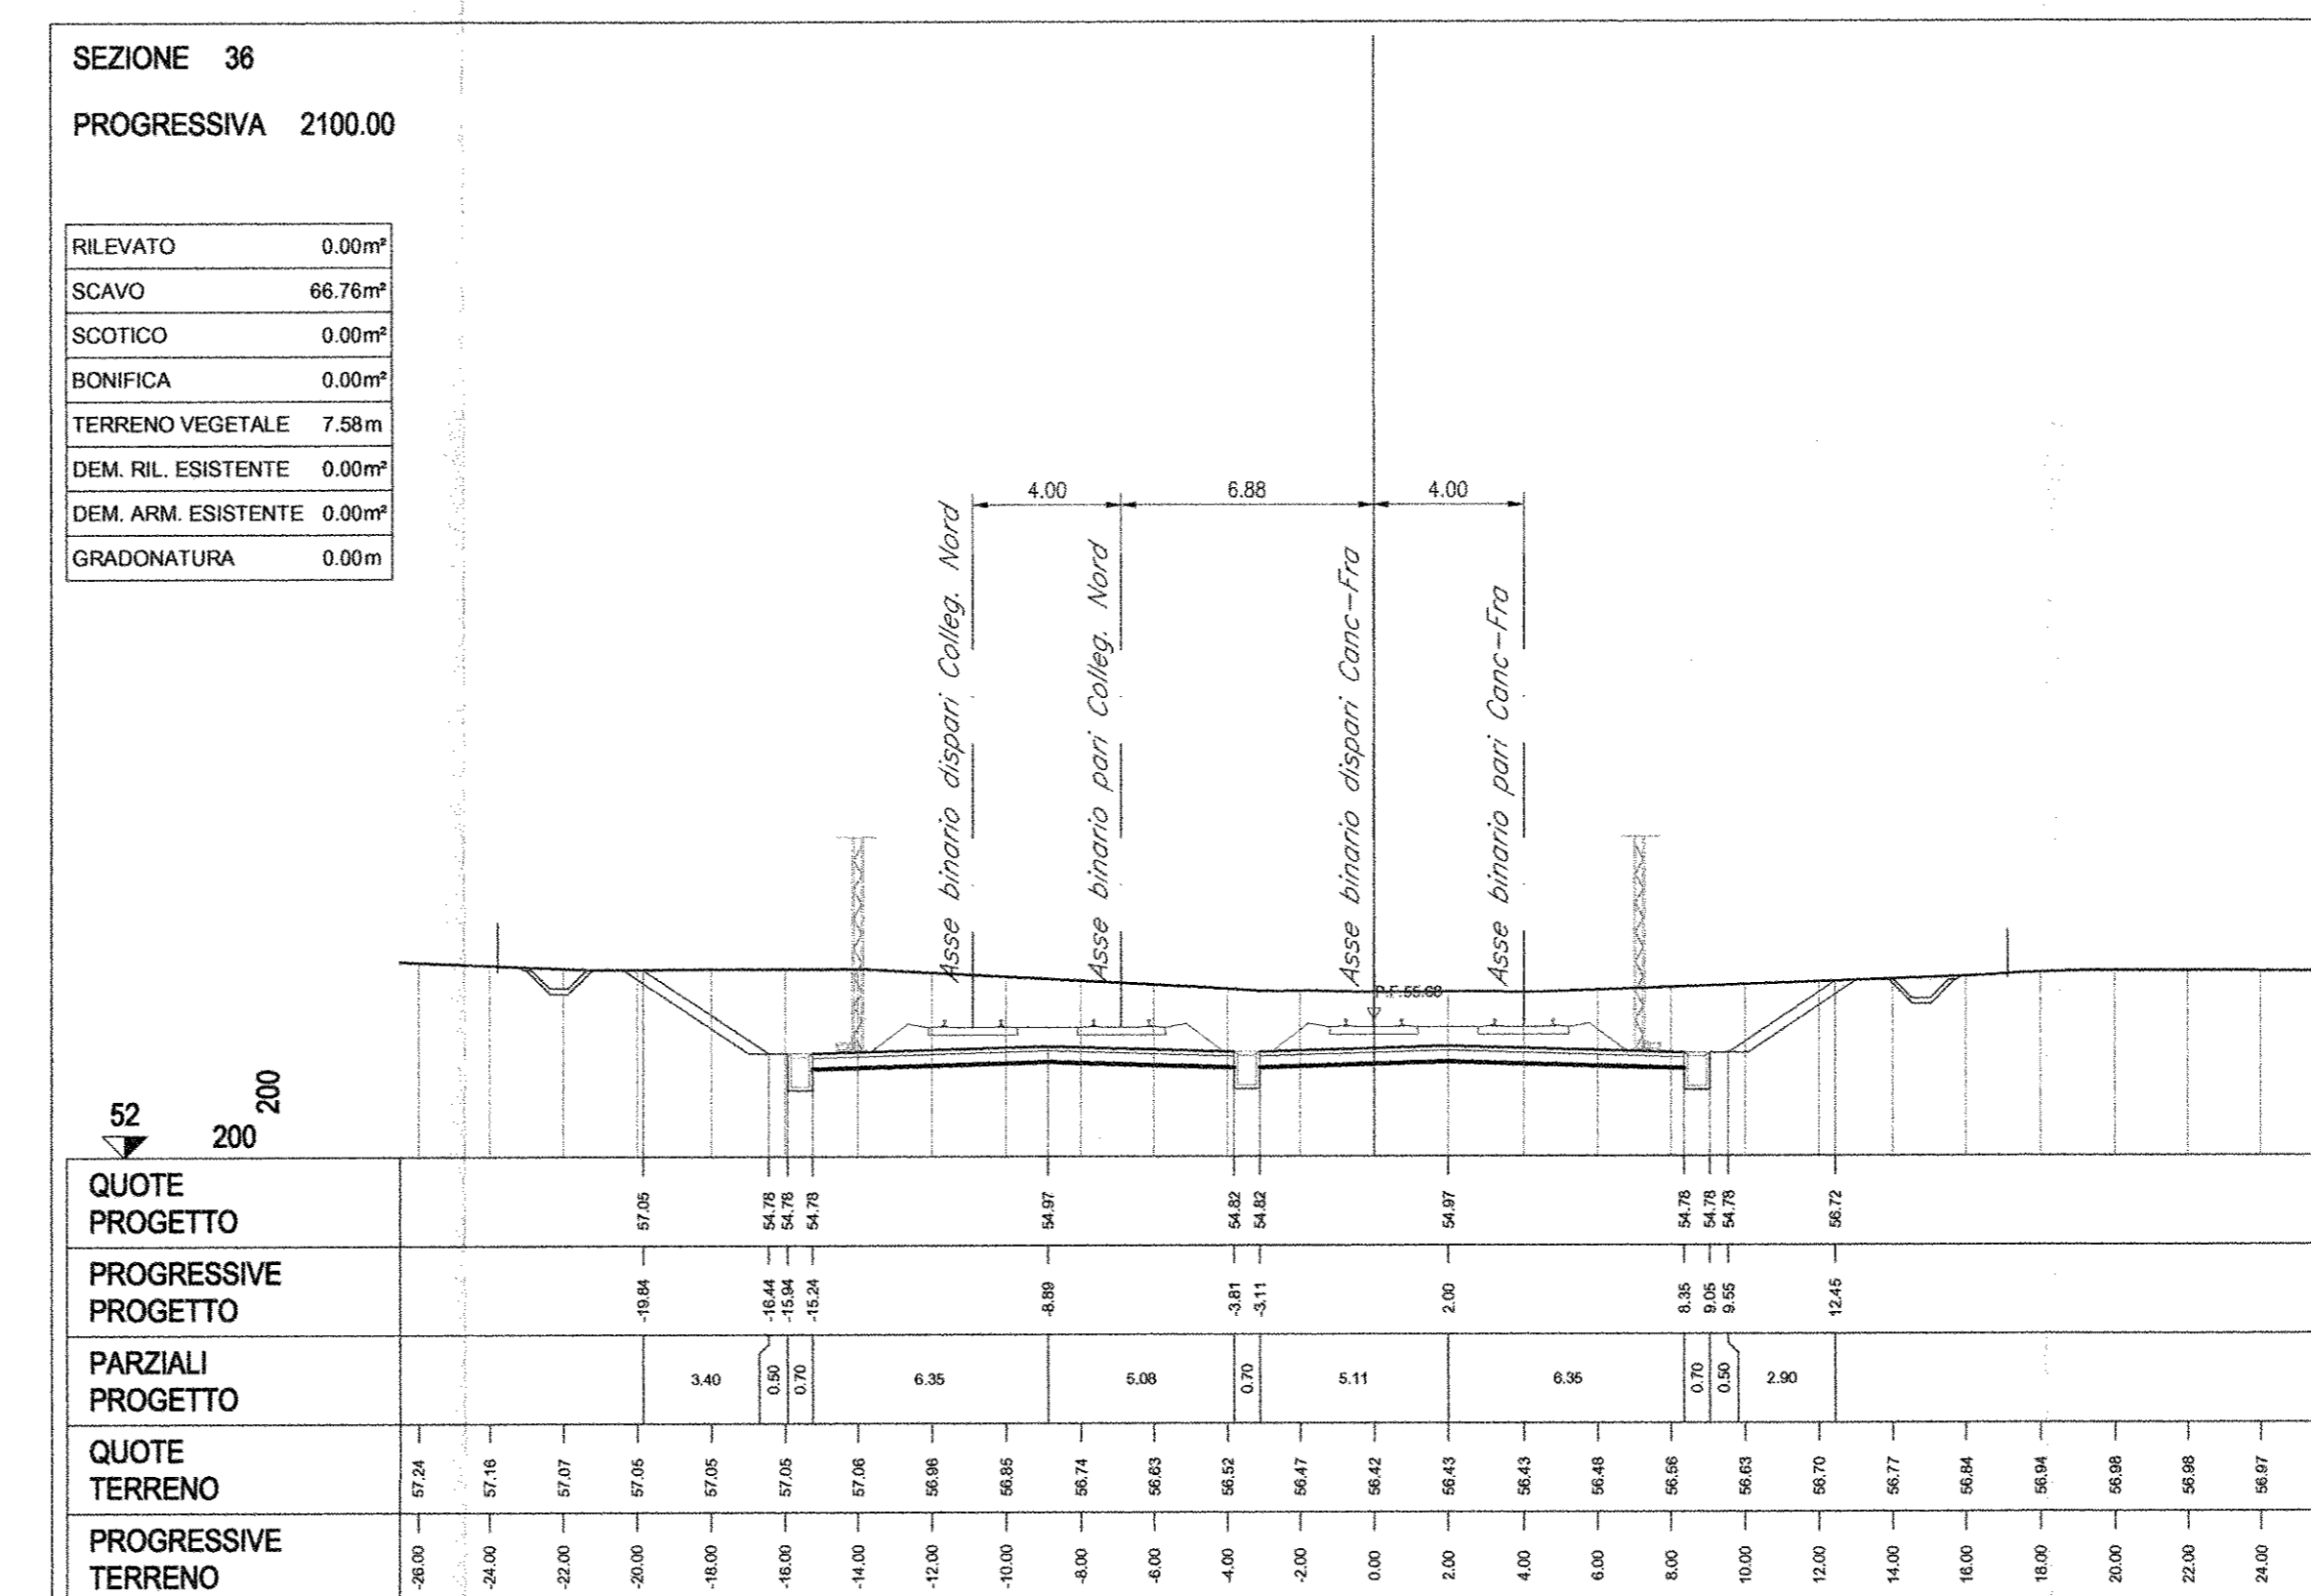 SEZIONE 36
PROGRESSIVA 2100.00
RILEVATO 0.00m²
SCAVO 66.76m²
SCOTICO 0.00m²
BONIFICA 0.00m²
TERRENO VEGETALE 7.58m
DEM. RIL. ESISTENTE 0.00m²
DEM. ARM. ESISTENTE 0.00m²
GRADONATURA 0.00m
4.00 6.88 4.00
Asse binario dispari Colleg. Nord
Asse binario pari Colleg. Nord
Asse binario dispari Canc-Fra
Asse binario pari Canc-Fra
P.F.55.68
52
200
200
QUOTE
PROGETTO
57.05 54.78 54.78 54.78 54.97 54.82 54.82 54.97 54.78 54.78 54.78 56.72
PROGRESSIVE
PROGETTO
-19.84 -16.44 -15.94 -15.24 -8.89 -3.81 -3.11 2.00 8.35 9.05 9.55 12.45
PARZIALI
PROGETTO
3.40 0.50 0.70 6.35 5.08 0.70 5.11 6.35 0.70 0.50 2.90
QUOTE
TERRENO
57.24 57.16 57.07 57.05 57.05 57.05 57.06 56.96 56.85 56.74 56.63 56.52 56.47 56.42 56.43 56.43 56.48 56.56 56.63 56.70 56.77 56.84 56.94 56.98 56.98 56.97
PROGRESSIVE
TERRENO
-26.00 -24.00 -22.00 -20.00 -18.00 -16.00 -14.00 -12.00 -10.00 -8.00 -6.00 -4.00 -2.00 0.00 2.00 4.00 6.00 8.00 10.00 12.00 14.00 16.00 18.00 20.00 22.00 24.00